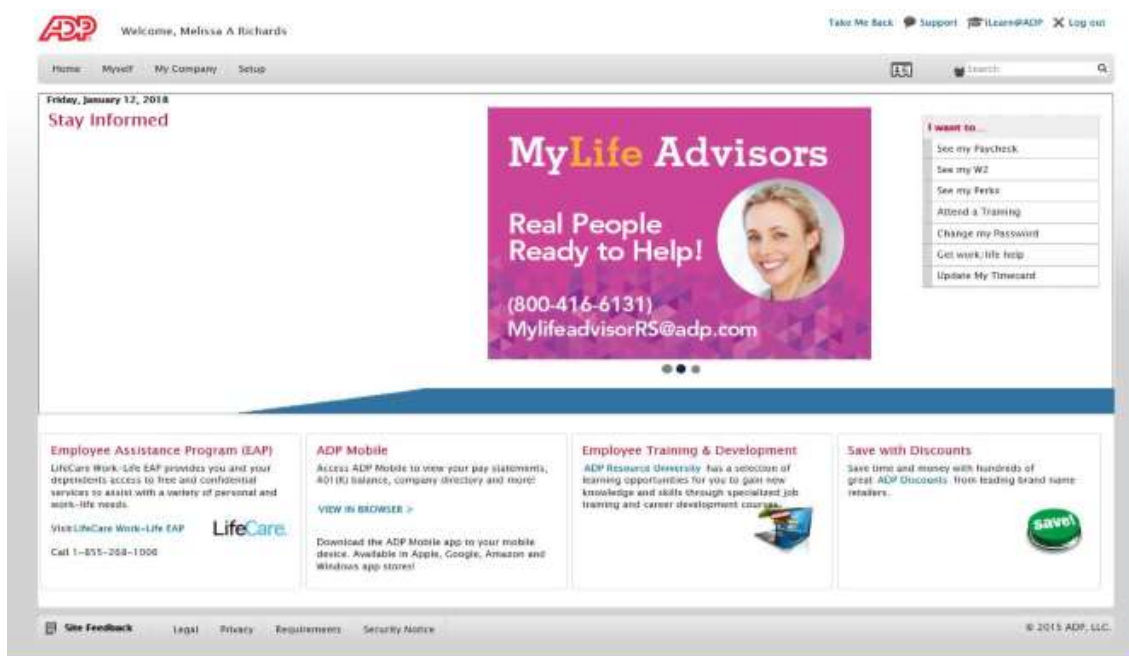 ADP
Welcome, Melissa A Richards
Take Me Back Support iLearn@ADP Log out
Home Myself My Company Setup
Search
Friday, January 12, 2018
Stay Informed
MyLife Advisors
Real People
Ready to Help!
(800-416-6131)
MylifeadvisorRS@adp.com
I want to...
See my Paycheck
See my W2
See my Perks
Attend a Training
Change my Password
Get work/life help
Update My Timecard
Employee Assistance Program (EAP)
LifeCare Work-Life EAP provides you and your
dependents access to free and confidential
services to assist with a variety of personal and
work-life needs.
Visit LifeCare Work-Life EAP
LifeCare.
Call 1-855-268-1006
ADP Mobile
Access ADP Mobile to view your pay statements,
401(K) balance, company directory and more!
VIEW IN BROWSER >
Download the ADP Mobile app to your mobile
device. Available in Apple, Google, Amazon and
Windows app stores!
Employee Training & Development
ADP Resource University has a selection of
learning opportunities for you to gain new
knowledge and skills through specialized job
training and career development courses.
Save with Discounts
Save time and money with hundreds of
great ADP Discounts from leading brand name
retailers.
save!
Site Feedback Legal Privacy Requirements Security Notice
© 2015 ADP, LLC.